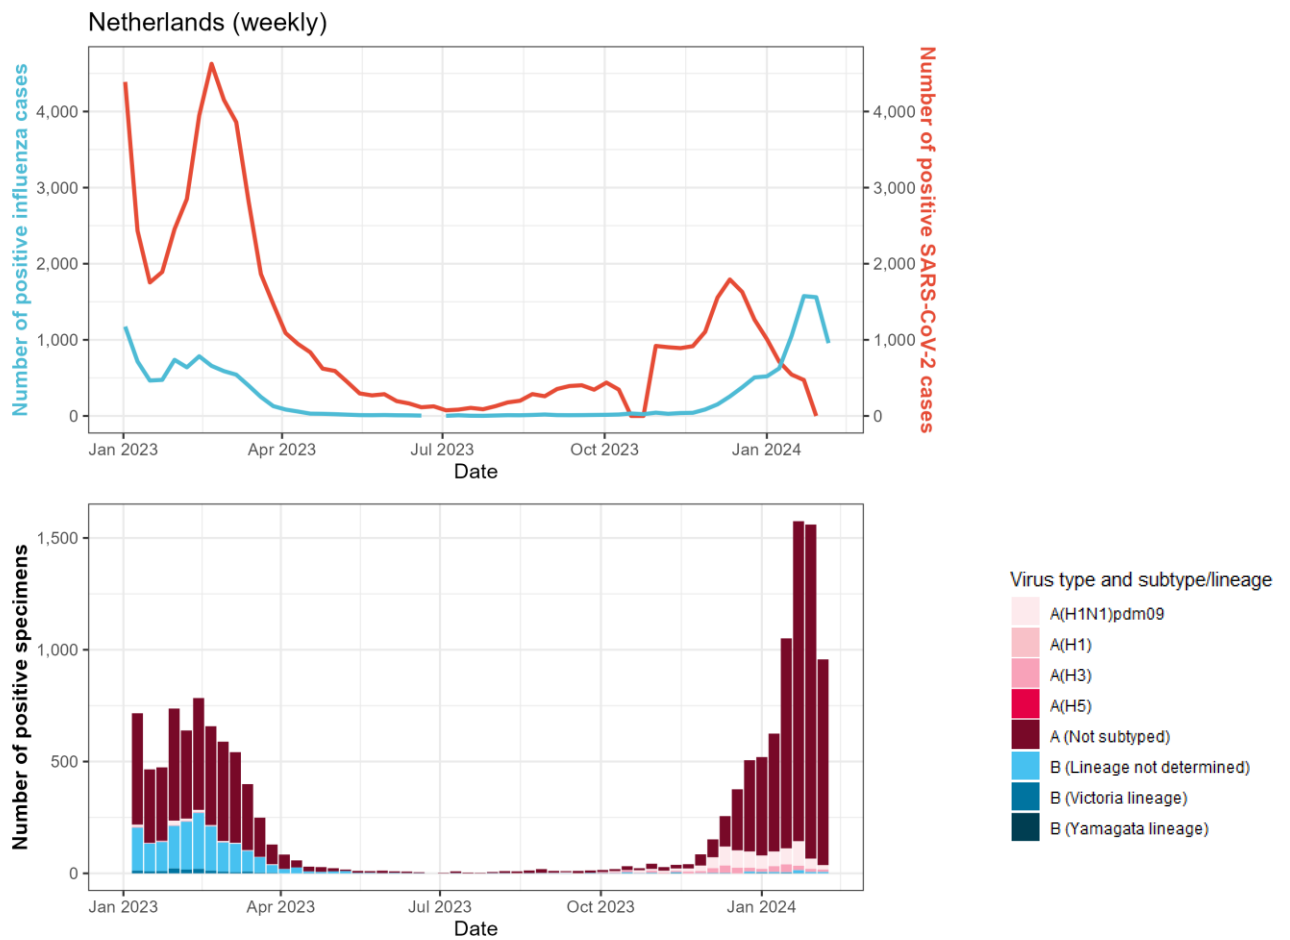 Netherlands (weekly)
Number of positive influenza cases
4,000
3,000
2,000
1,000
0
4,000
3,000
2,000
1,000
0
Number of positive SARS-CoV-2 cases
Jan 2023
Apr 2023
Jul 2023
Oct 2023
Jan 2024
Date
Number of positive specimens
1,500
1,000
500
0
Jan 2023
Apr 2023
Jul 2023
Oct 2023
Jan 2024
Date
Virus type and subtype/lineage
A(H1N1)pdm09
A(H1)
A(H3)
A(H5)
A (Not subtyped)
B (Lineage not determined)
B (Victoria lineage)
B (Yamagata lineage)